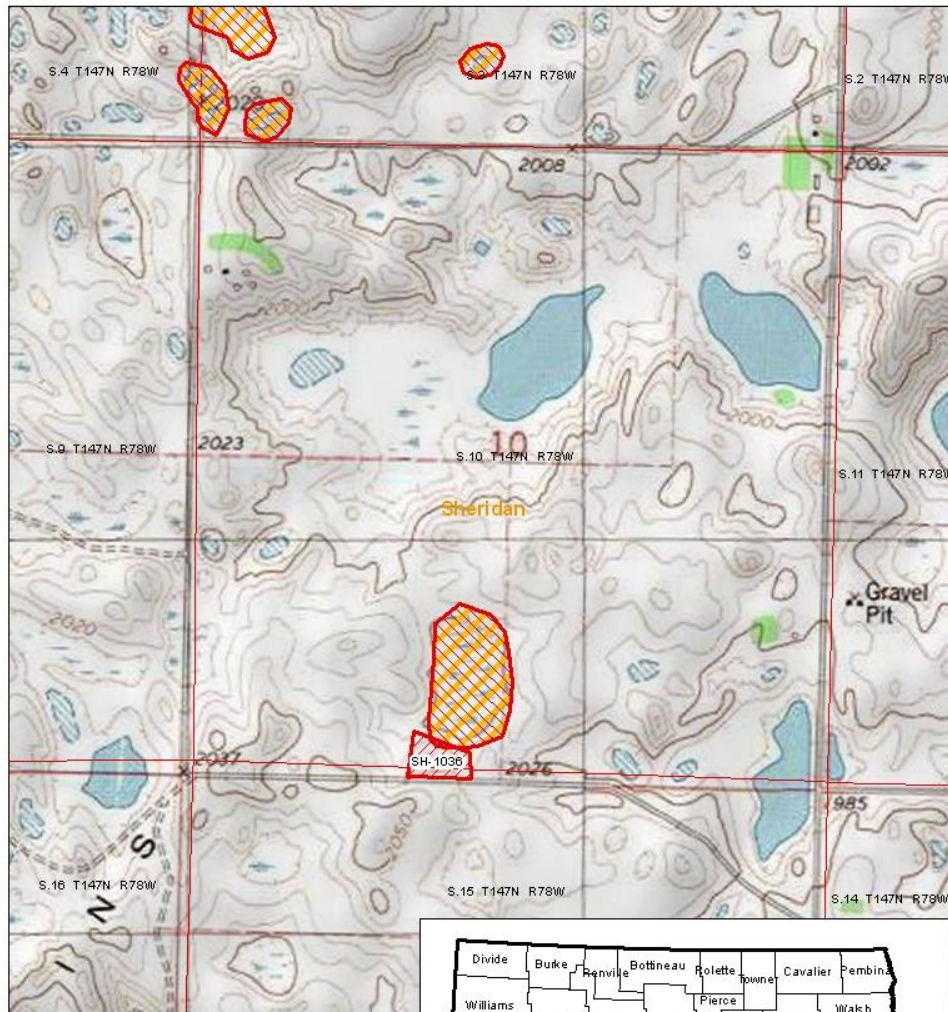 S.4 T147N R78W
S.3 T147N R78W
S.2 T147N R78W
2008
2002
2023
10
S.9 T147N R78W
S.10 T147N R78W
2000
S.11 T147N R78W
Sheridan
Gravel
Pit
2020
2037
SH-1036
2026
1985
2050
S
S.16 T147N R78W
S.15 T147N R78W
S.14 T147N R78W
N
I
Divide
Burke
Renville
Bottineau
Rolette
Towner
Cavalier
Pembina
Williams
Pierce
Walsh